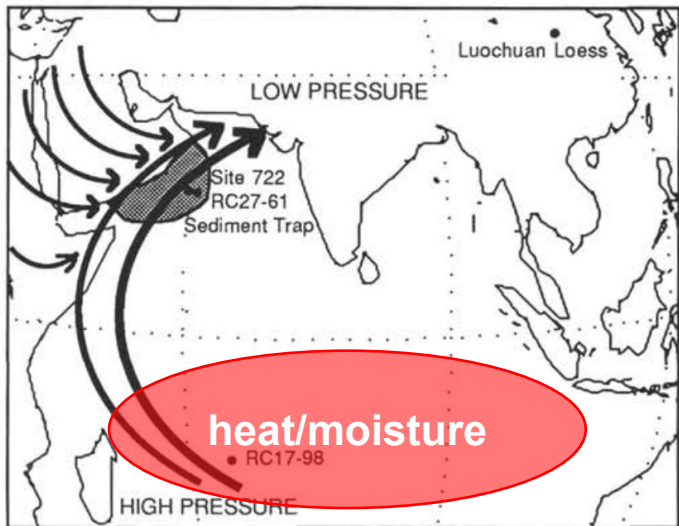 Luochuan Loess
LOW PRESSURE
Site 722
RC27-61
Sediment Trap
heat/moisture
RC17-98
HIGH PRESSURE